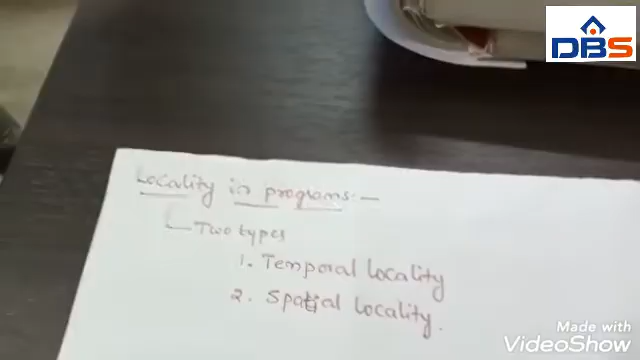 DBS
Locality in programs:-
Two types
1. Temporal locality
2. Spatial locality.
Made with
VideoShow